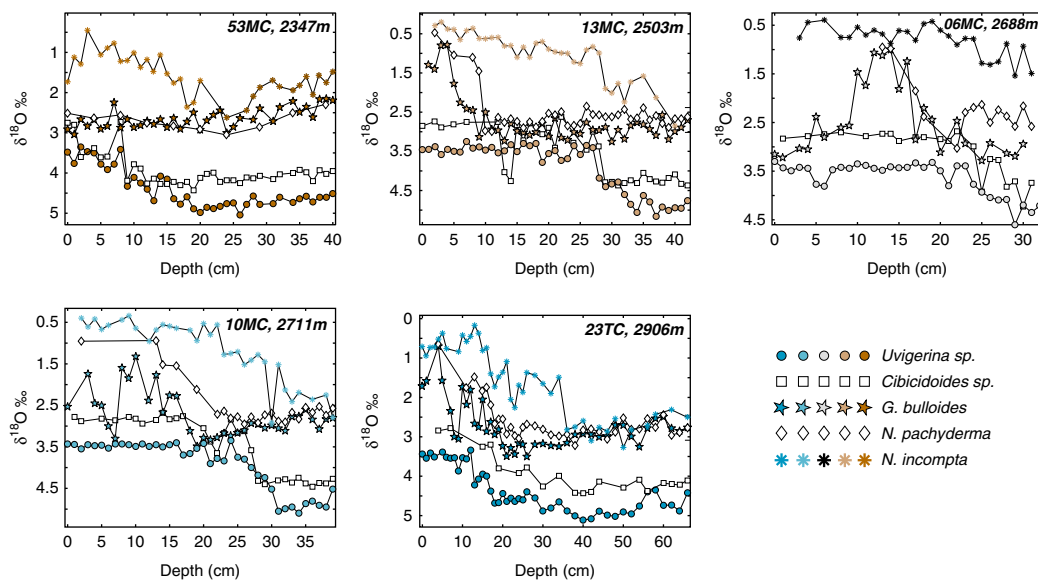 53MC, 2347m
1
2
3
4
5
δ18O ‰
0 5 10 15 20 25 30 35 40
Depth (cm)
13MC, 2503m
0.5
1.5
2.5
3.5
4.5
δ18O ‰
0 5 10 15 20 25 30 35 40
Depth (cm)
06MC, 2688m
0.5
1.5
2.5
3.5
4.5
δ18O ‰
0 5 10 15 20 25 30
Depth (cm)
10MC, 2711m
0.5
1.5
2.5
3.5
4.5
δ18O ‰
0 5 10 15 20 25 30 35
Depth (cm)
23TC, 2906m
0
1
2
3
4
5
δ18O ‰
0 10 20 30 40 50 60
Depth (cm)
Uvigerina sp.
Cibicidoides sp.
G. bulloides
N. pachyderma
N. incompta